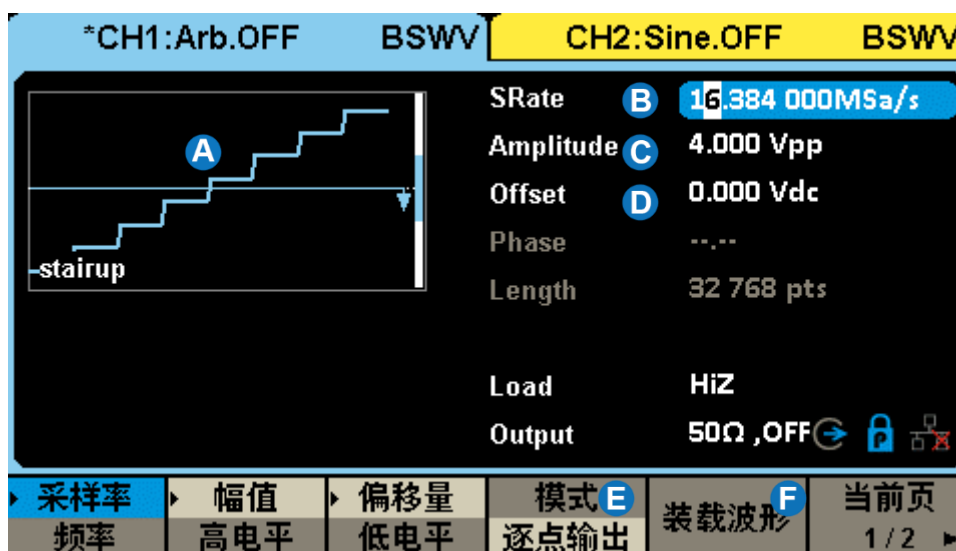 *CH1:Arb.OFF BSWV CH2:Sine.OFF BSWV
SRate B 16.384 000MSa/s
A
Amplitude C 4.000 Vpp
Offset D 0.000 Vdc
Phase --.--
stairup
Length 32 768 pts
Load HiZ
Output 50Ω ,OFF
采样率 幅值 偏移量 模式 E 装载波形 F 当前页
频率 高电平 低电平 逐点输出 1/2